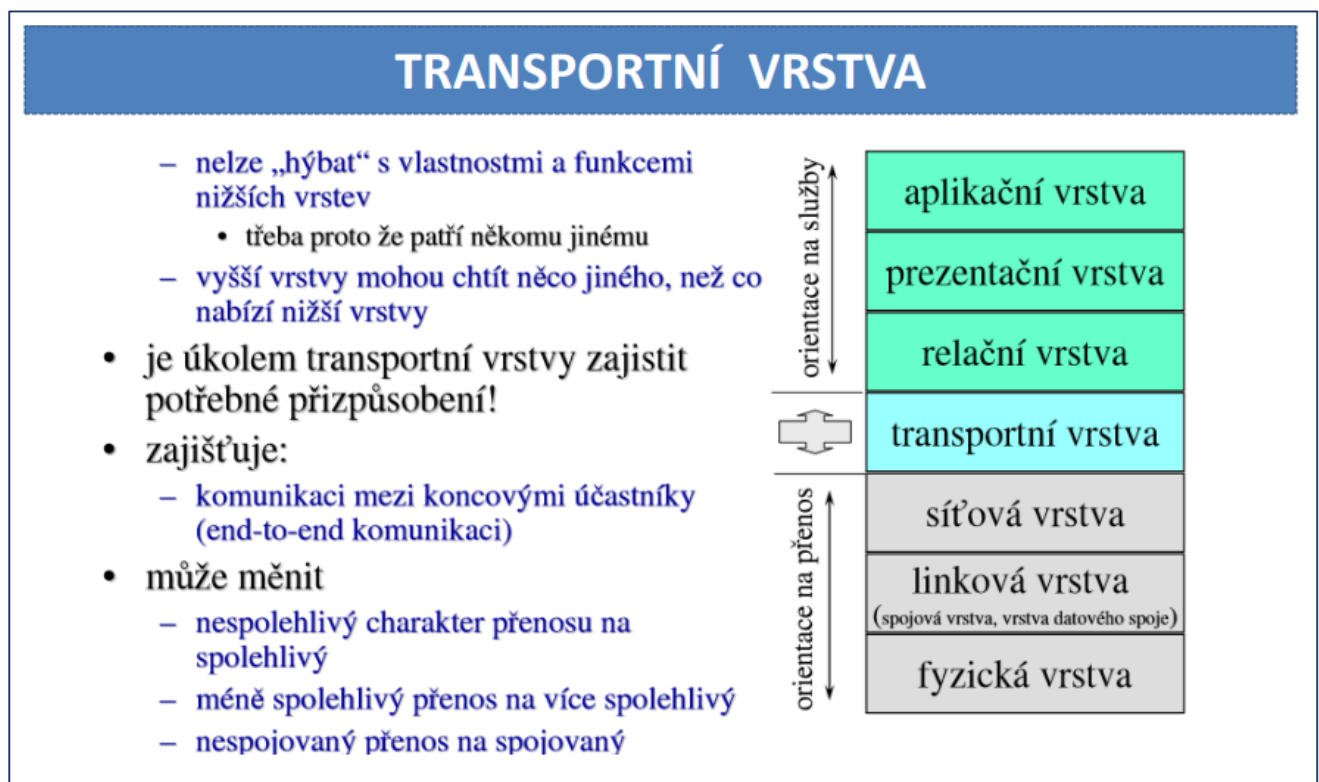 TRANSPORTNÍ VRSTVA
– nelze „hýbat“ s vlastnostmi a funkcemi
nižších vrstev
• třeba proto že patří někomu jinému
– vyšší vrstvy mohou chtít něco jiného, než co
nabízí nižší vrstvy
• je úkolem transportní vrstvy zajistit
potřebné přizpůsobení!
• zajišťuje:
– komunikaci mezi koncovými účastníky
(end-to-end komunikaci)
• může měnit
– nespolehlivý charakter přenosu na
spolehlivý
– méně spolehlivý přenos na více spolehlivý
– nespojovaný přenos na spojovaný
orientace na služby
aplikační vrstva
prezentační vrstva
relační vrstva
transportní vrstva
orientace na přenos
síťová vrstva
linková vrstva
(spojová vrstva, vrstva datového spoje)
fyzická vrstva